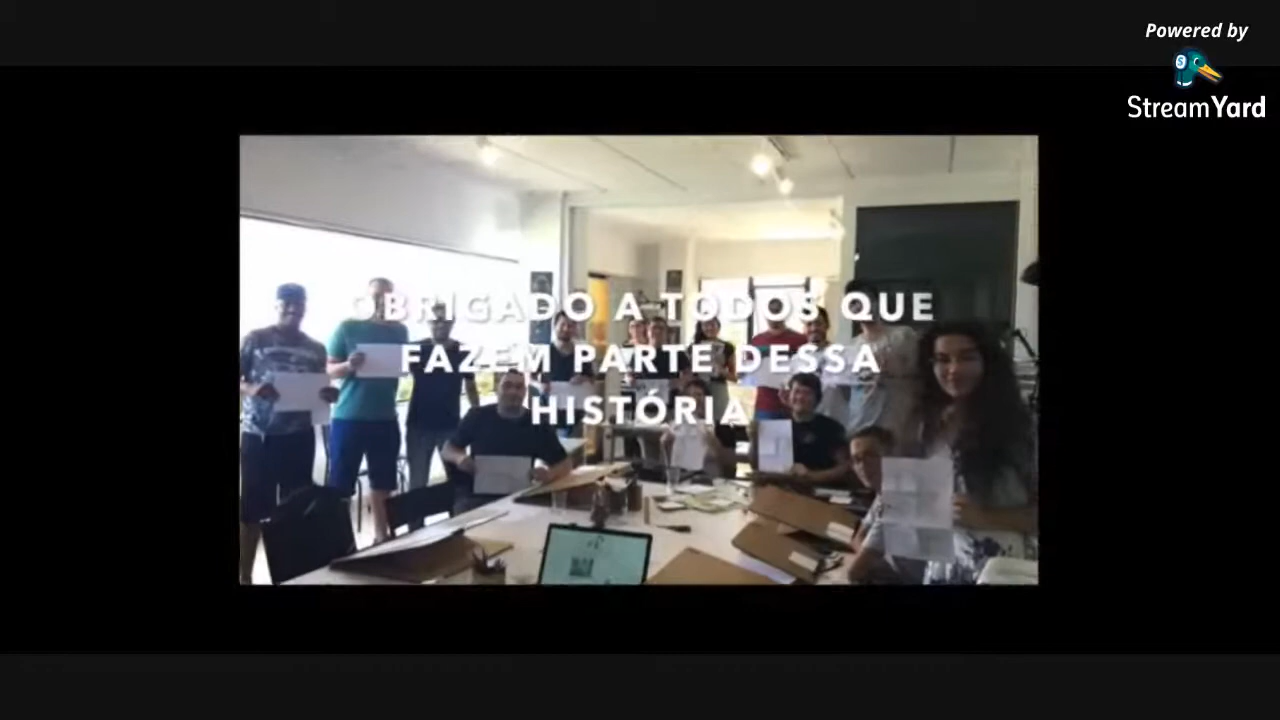 Powered by
StreamYard
OBRIGADO A TODOS QUE
FAZEM PARTE DESSA
HISTÓRIA